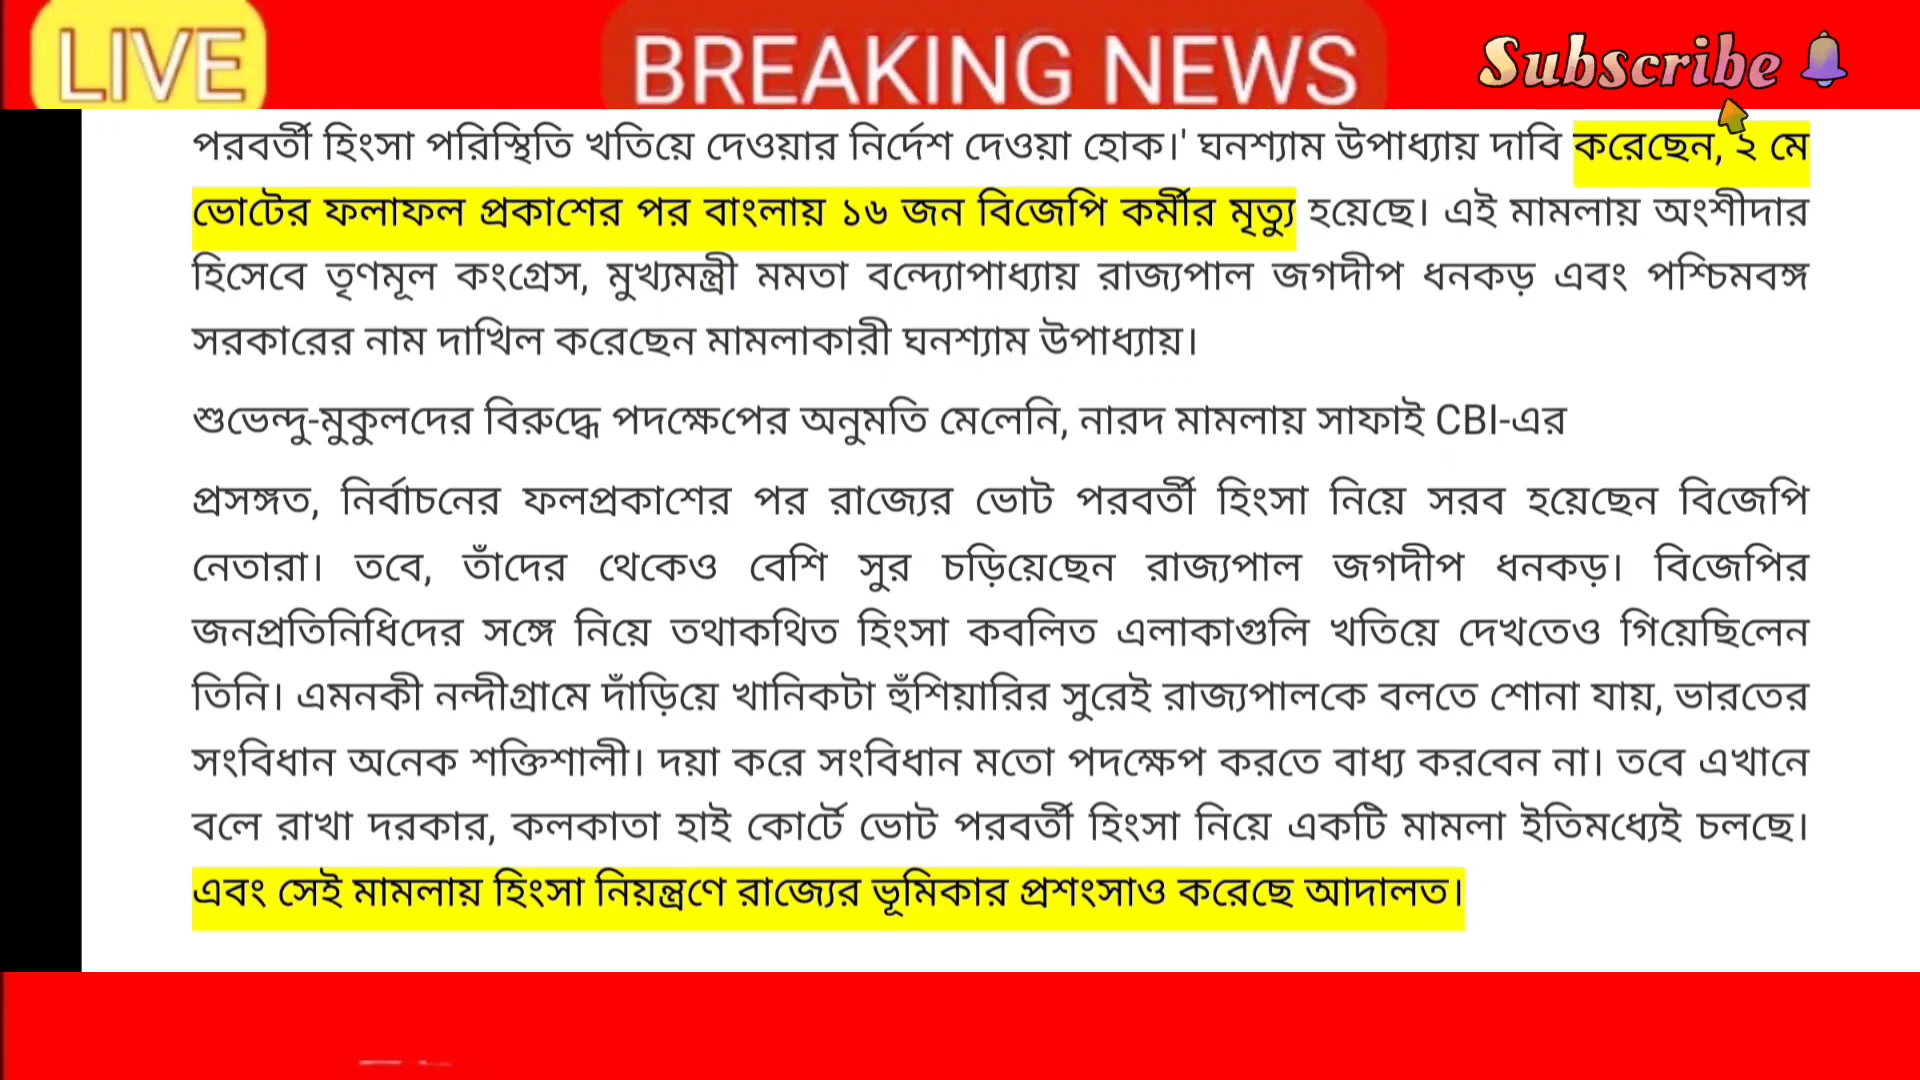 LIVE
BREAKING NEWS
Subscribe
পরবর্তী হিংসা পরিস্থিতি খতিয়ে দেওয়ার নির্দেশ দেওয়া হোক।' ঘনশ্যাম উপাধ্যায় দাবি করেছেন, ২ মে
ভোটের ফলাফল প্রকাশের পর বাংলায় ১৬ জন বিজেপি কর্মীর মৃত্যু হয়েছে। এই মামলায় অংশীদার
হিসেবে তৃণমূল কংগ্রেস, মুখ্যমন্ত্রী মমতা বন্দ্যোপাধ্যায় রাজ্যপাল জগদীপ ধনকড় এবং পশ্চিমবঙ্গ
সরকারের নাম দাখিল করেছেন মামলাকারী ঘনশ্যাম উপাধ্যায়।
শুভেন্দু-মুকুলদের বিরুদ্ধে পদক্ষেপের অনুমতি মেলেনি, নারদ মামলায় সাফাই CBI-এর
প্রসঙ্গত, নির্বাচনের ফলপ্রকাশের পর রাজ্যের ভোট পরবর্তী হিংসা নিয়ে সরব হয়েছেন বিজেপি
নেতারা। তবে, তাঁদের থেকেও বেশি সুর চড়িয়েছেন রাজ্যপাল জগদীপ ধনকড়। বিজেপির
জনপ্রতিনিধিদের সঙ্গে নিয়ে তথাকথিত হিংসা কবলিত এলাকাগুলি খতিয়ে দেখতেও গিয়েছিলেন
তিনি। এমনকী নন্দীগ্রামে দাঁড়িয়ে খানিকটা হুঁশিয়ারির সুরেই রাজ্যপালকে বলতে শোনা যায়, ভারতের
সংবিধান অনেক শক্তিশালী। দয়া করে সংবিধান মতো পদক্ষেপ করতে বাধ্য করবেন না। তবে এখানে
বলে রাখা দরকার, কলকাতা হাই কোর্টে ভোট পরবর্তী হিংসা নিয়ে একটি মামলা ইতিমধ্যেই চলছে।
এবং সেই মামলায় হিংসা নিয়ন্ত্রণে রাজ্যের ভূমিকার প্রশংসাও করেছে আদালত।